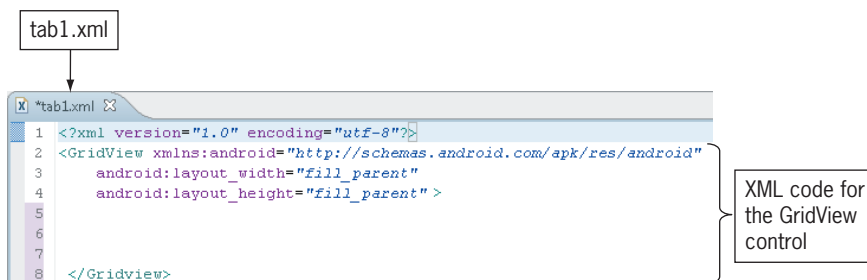 tab1.xml
*tab1.xml
1 <?xml version="1.0" encoding="utf-8"?>
2 <GridView xmlns:android="http://schemas.android.com/apk/res/android"
3 android:layout_width="fill_parent"
4 android:layout_height="fill_parent" >
5
6
7
8 </Gridview>
XML code for
the GridView
control